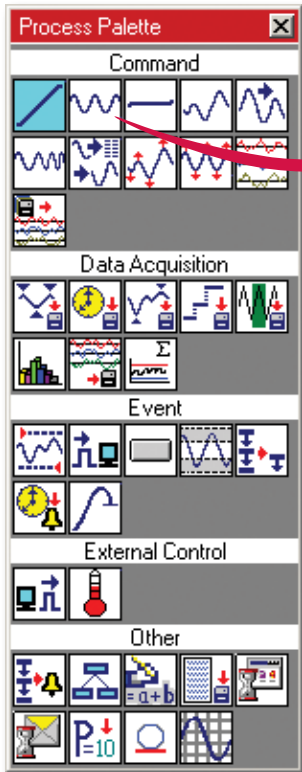 Process Palette
Command
Data Acquisition
Σ
Event
External Control
Other
=a+b
P=10